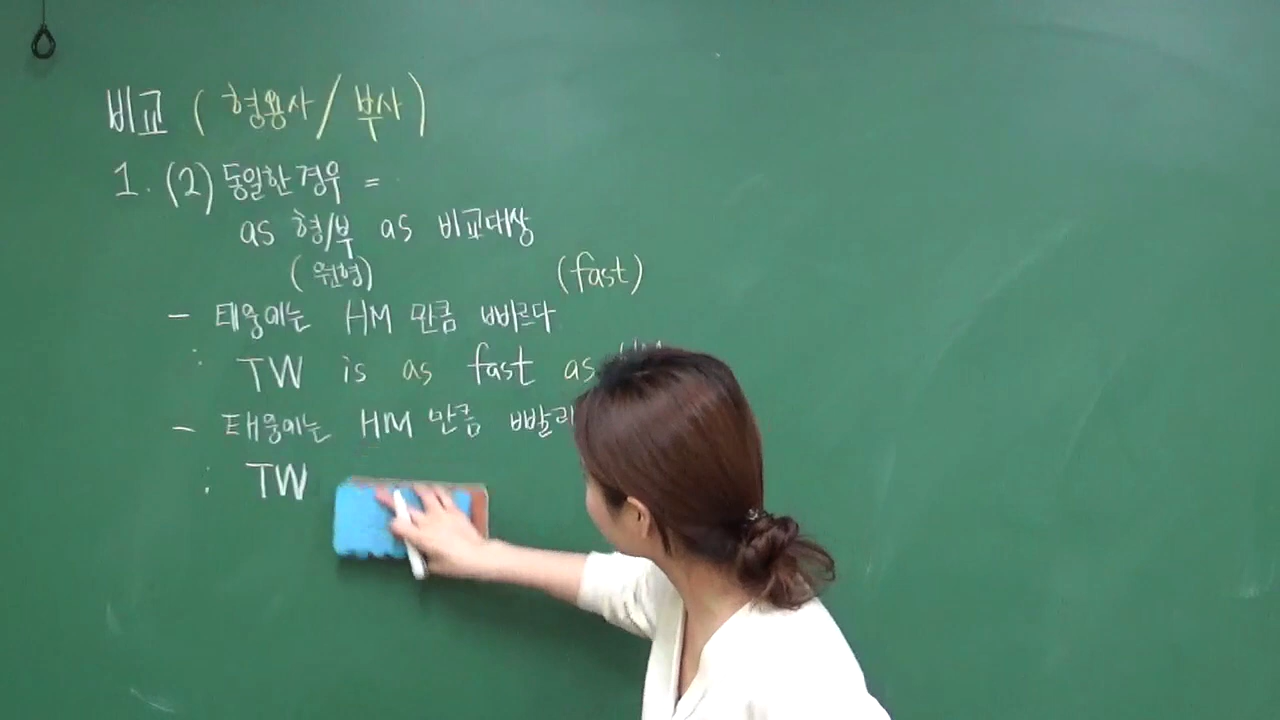 비교 ( 형용사 / 부사 )
1. (2) 동일한 경우 =
as 형/부 as 비교대상
( 원형 ) (fast)
- 태웅이는 HM 만큼 빠르다
: TW is as fast as HM
- 태웅이는 HM 만큼 빨리
: TW